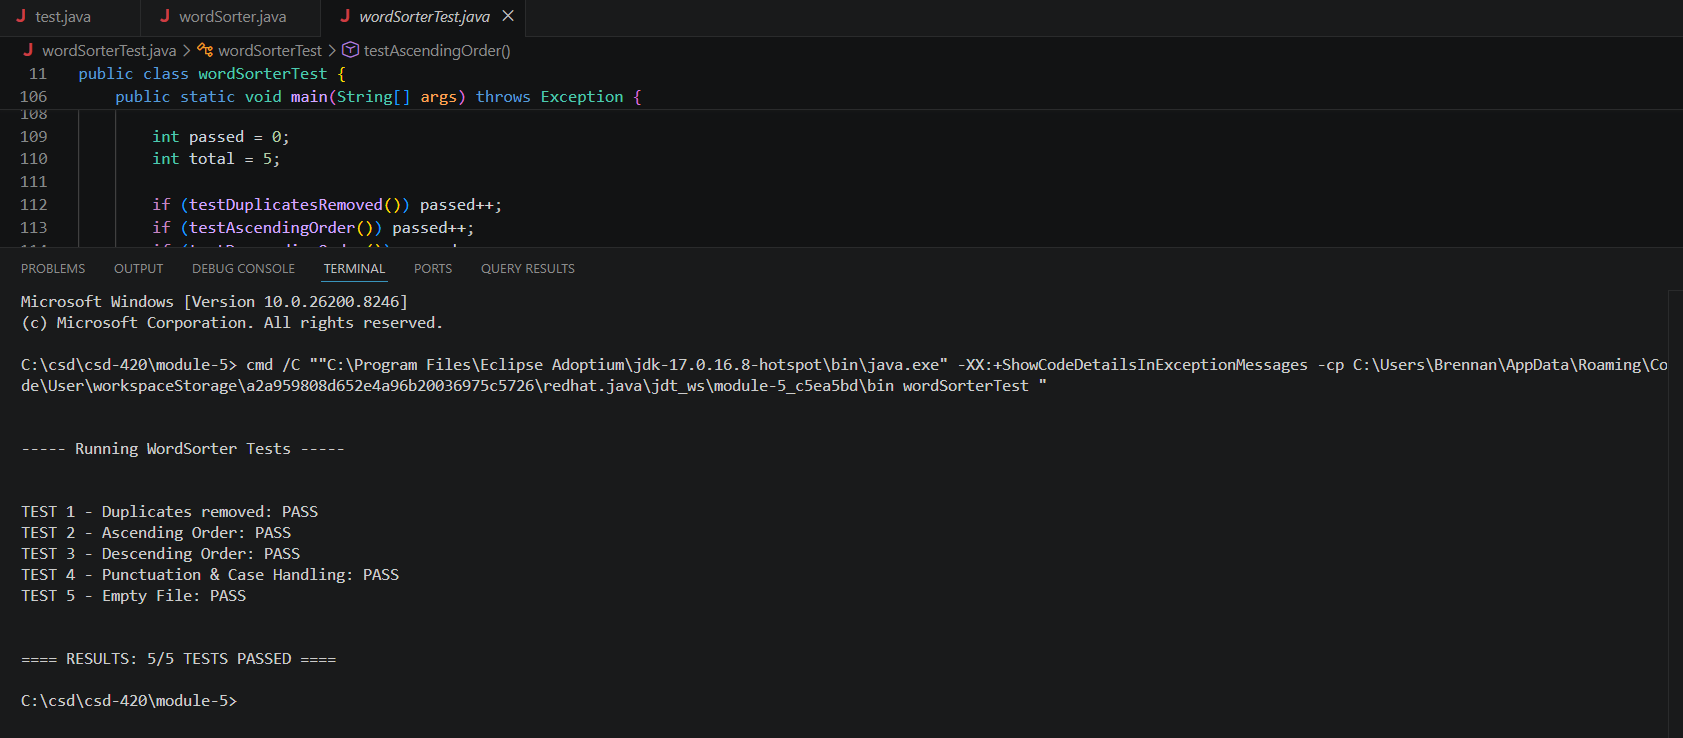 J test.java J wordSorter.java J wordSorterTest.java ×
J wordSorterTest.java > wordSorterTest > testAscendingOrder()
11 public class wordSorterTest {
106 public static void main(String[] args) throws Exception {
108
109 int passed = 0;
110 int total = 5;
111
112 if (testDuplicatesRemoved()) passed++;
113 if (testAscendingOrder()) passed++;
PROBLEMS OUTPUT DEBUG CONSOLE TERMINAL PORTS QUERY RESULTS
Microsoft Windows [Version 10.0.26200.8246]
(c) Microsoft Corporation. All rights reserved.
C:\csd\csd-420\module-5> cmd /C ""C:\Program Files\Eclipse Adoptium\jdk-17.0.16.8-hotspot\bin\java.exe" -XX:+ShowCodeDetailsInExceptionMessages -cp C:\Users\Brennan\AppData\Roaming\Co
de\User\workspaceStorage\a2a959808d652e4a96b20036975c5726\redhat.java\jdt_ws\module-5_c5ea5bd\bin wordSorterTest "
----- Running WordSorter Tests -----
TEST 1 - Duplicates removed: PASS
TEST 2 - Ascending Order: PASS
TEST 3 - Descending Order: PASS
TEST 4 - Punctuation & Case Handling: PASS
TEST 5 - Empty File: PASS
==== RESULTS: 5/5 TESTS PASSED ====
C:\csd\csd-420\module-5>